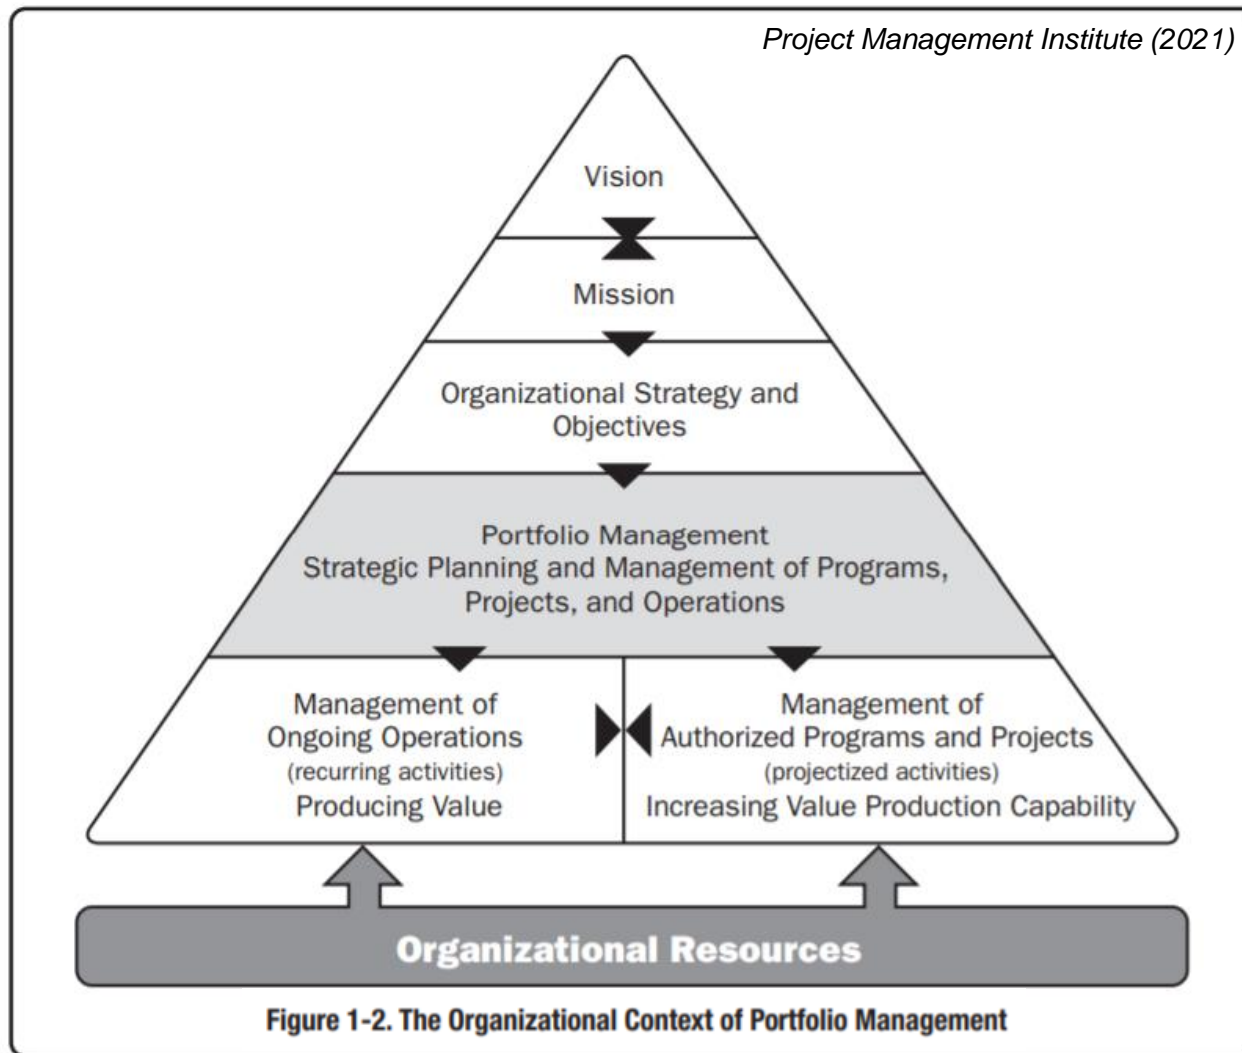 Project Management Institute (2021)
Vision
Mission
Organizational Strategy and
Objectives
Portfolio Management
Strategic Planning and Management of Programs,
Projects, and Operations
Management of
Ongoing Operations
(recurring activities)
Producing Value
Management of
Authorized Programs and Projects
(projectized activities)
Increasing Value Production Capability
Organizational Resources
Figure 1-2. The Organizational Context of Portfolio Management